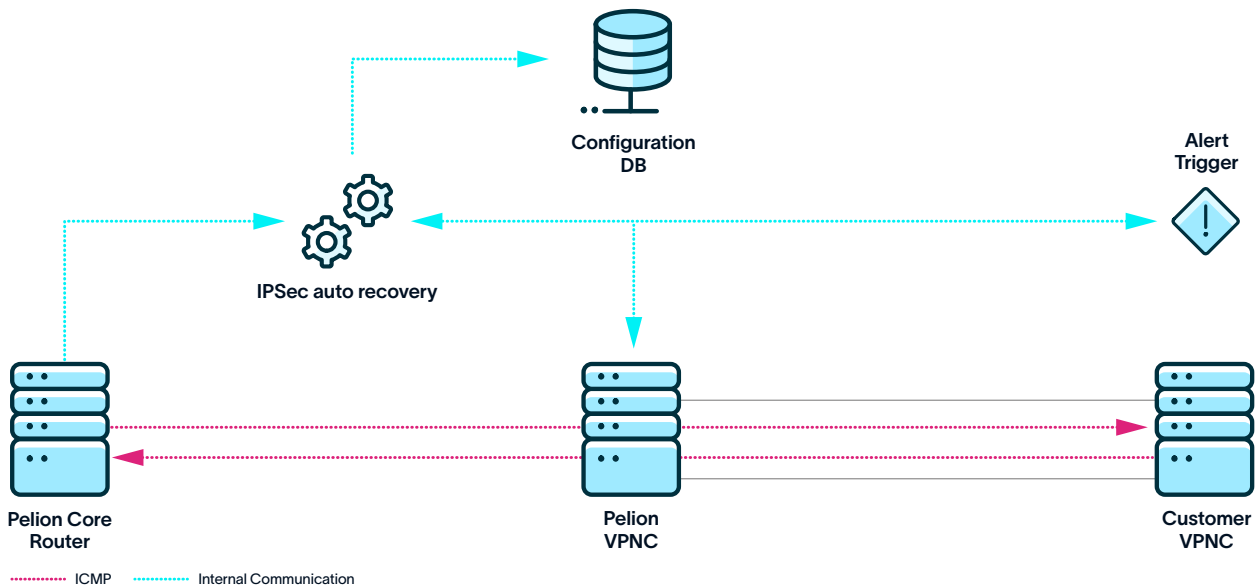 Configuration
DB
Alert
Trigger
IPSec auto recovery
Pelion Core
Router
Pelion
VPNC
Customer
VPNC
ICMP
Internal Communication